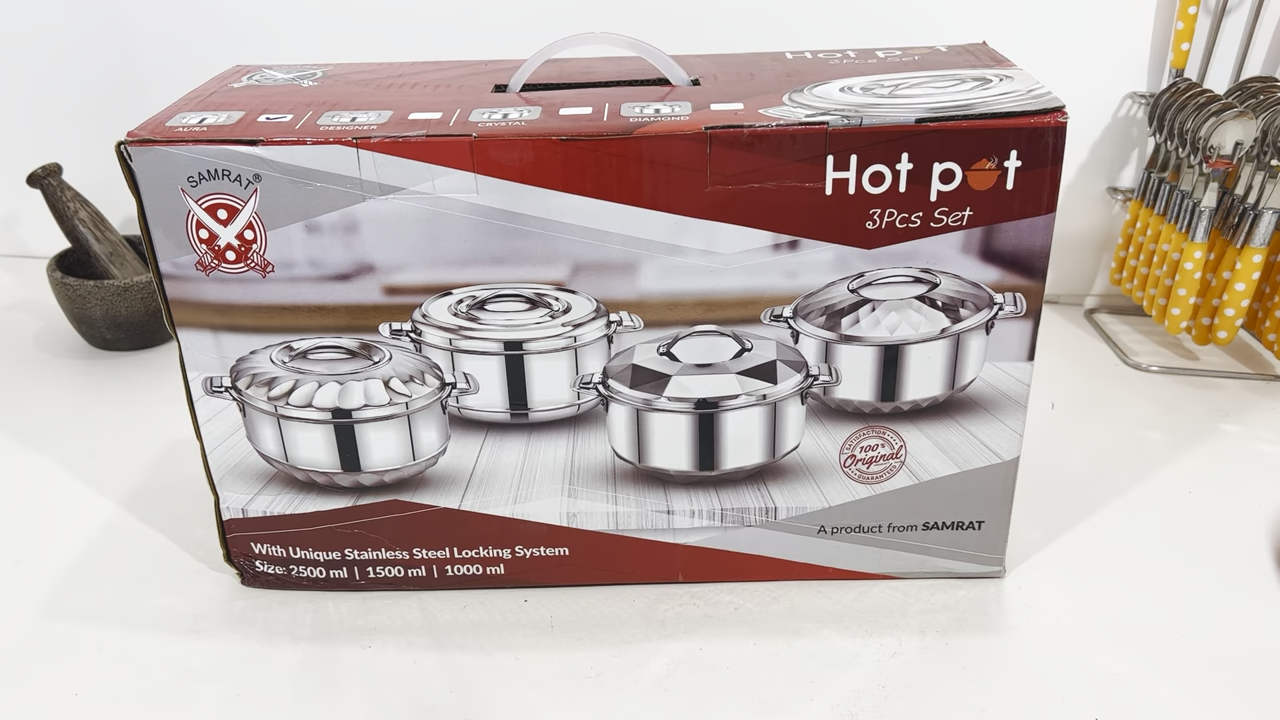 Hot pot
3Pcs Set
AURA
DESIGNER
CRYSTAL
DIAMOND
SAMRAT®
Hot pot
3Pcs Set
SATISFACTION
100%
Original
GUARANTEED
A product from SAMRAT
With Unique Stainless Steel Locking System
Size: 2500 ml | 1500 ml | 1000 ml